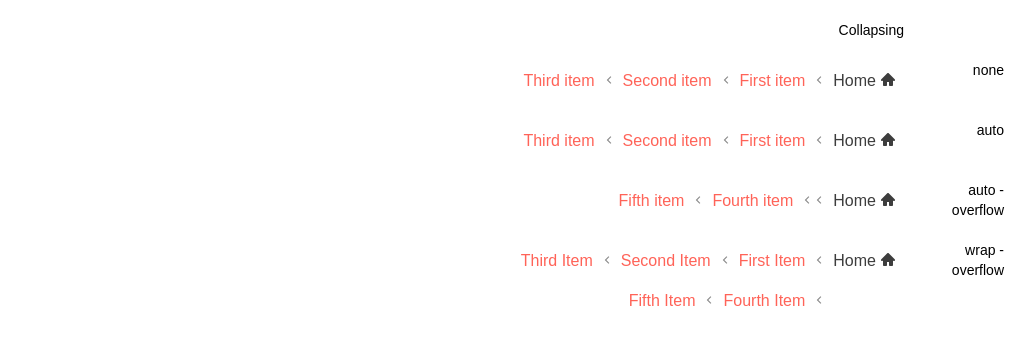 Collapsing
none
Third item ‹ Second item ‹ First item ‹ Home
auto
Third item ‹ Second item ‹ First item ‹ Home
auto -
overflow
Fifth item ‹ Fourth item ‹ ‹ Home
wrap -
overflow
Third Item ‹ Second Item ‹ First Item ‹ Home
Fifth Item ‹ Fourth Item ‹